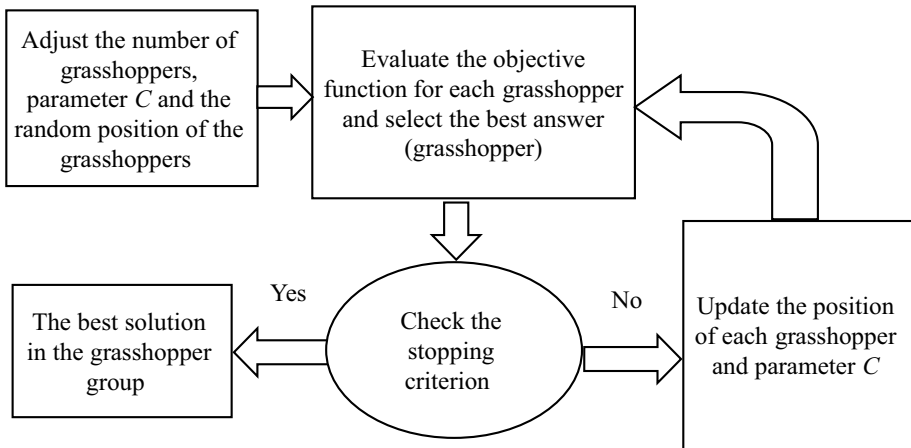 Adjust the number of
grasshoppers,
parameter C and the
random position of the
grasshoppers
Evaluate the objective
function for each grasshopper
and select the best answer
(grasshopper)
Yes
The best solution
in the grasshopper
group
Check the
stopping
criterion
No
Update the position
of each grasshopper
and parameter C